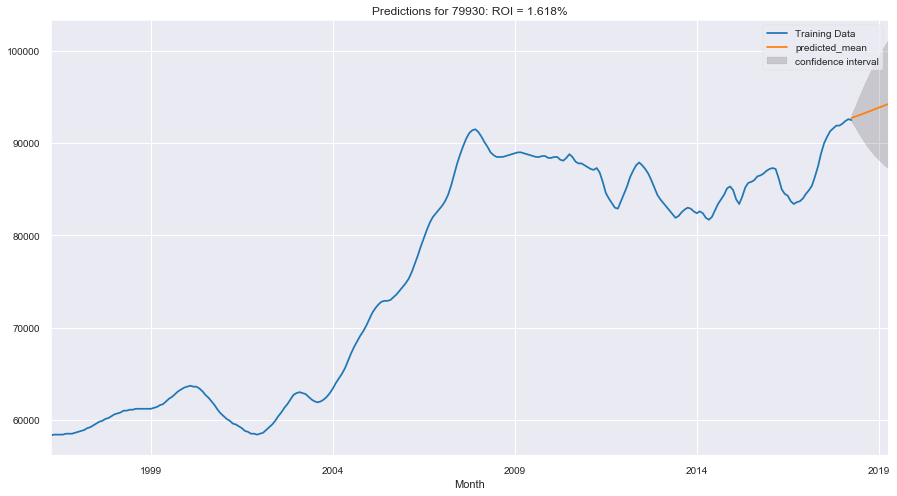 Predictions for 79930: ROI = 1.618%
Training Data
predicted_mean
confidence interval
100000
90000
80000
70000
60000
1999
2004
2009
2014
2019
Month